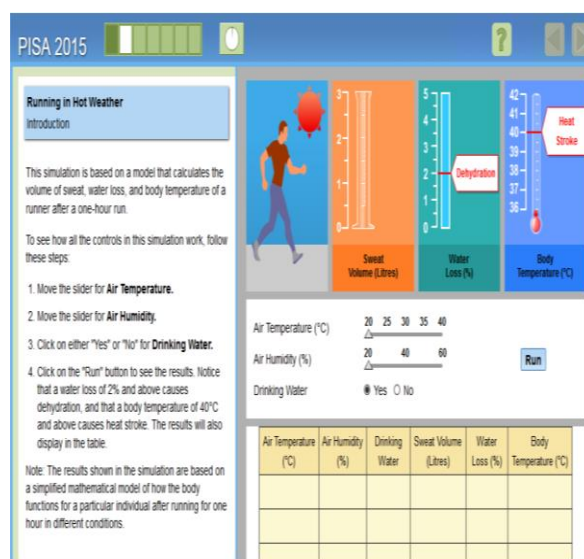 PISA 2015
?
Running in Hot Weather
Introduction
This simulation is based on a model that calculates the
volume of sweat, water loss, and body temperature of a
runner after a one-hour run.
To see how all the controls in this simulation work, follow
these steps:
1. Move the slider for Air Temperature.
2. Move the slider for Air Humidity.
3. Click on either "Yes" or "No" for Drinking Water.
4. Click on the "Run" button to see the results. Notice
that a water loss of 2% and above causes
dehydration, and that a body temperature of 40°C
and above causes heat stroke. The results will also
display in the table.
Note: The results shown in the simulation are based on
a simplified mathematical model of how the body
functions for a particular individual after running for one
hour in different conditions.
3
2
1
0
Sweat
Volume (Litres)
5
4
3
2
1
0
Dehydration
Water
Loss (%)
42
41
40
39
38
37
36
Heat
Stroke
Body
Temperature (°C)
Air Temperature (°C) 20 25 30 35 40
Air Humidity (%) 20 40 60
Drinking Water Yes No
Run
Air Temperature Air Humidity Drinking Sweat Volume Water Body
(°C) (%) Water (Litres) Loss (%) Temperature (°C)